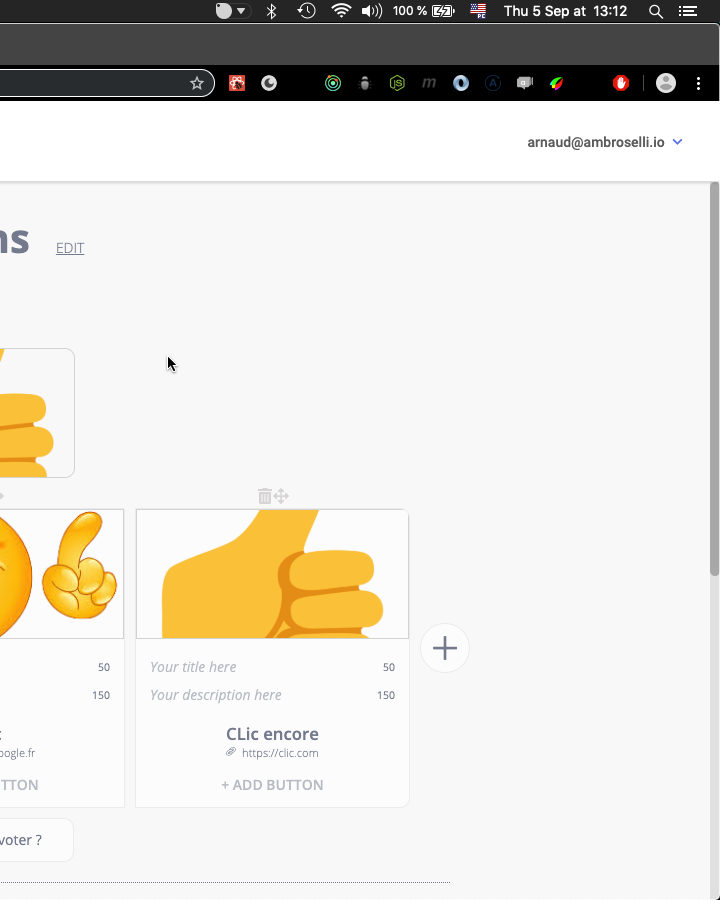 100 %
Thu 5 Sep at 13:12
JS
m
A
arnaud@ambroselli.io
ns
EDIT
50
150
oogle.fr
TTON
Your title here
50
Your description here
150
CLic encore
https://clic.com
+ ADD BUTTON
voter ?